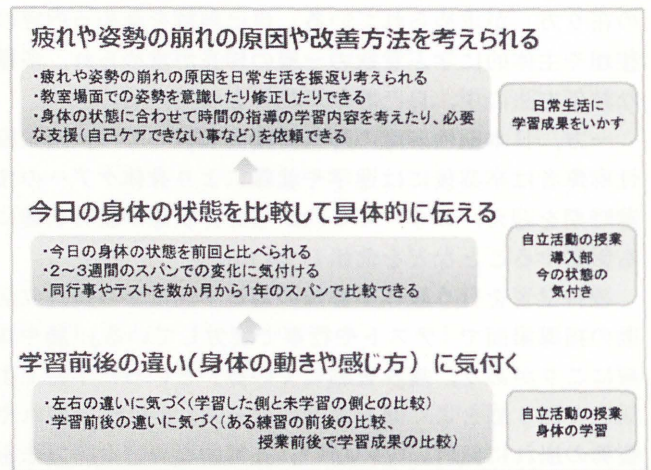 疲れや姿勢の崩れの原因や改善方法を考えられる
・疲れや姿勢の崩れの原因を日常生活を振返り考えられる
・教室場面での姿勢を意識したり修正したりできる
・身体の状態に合わせて時間の指導の学習内容を考えたり、必要
な支援(自己ケアできない事など)を依頼できる
日常生活に
学習成果をいかす
今日の身体の状態を比較して具体的に伝える
・今日の身体の状態を前回と比べられる
・2～3週間のスパンでの変化に気付ける
・同行事やテストを数か月から1年のスパンで比較できる
自立活動の授業
導入部
今の状態の
気付き
学習前後の違い(身体の動きや感じ方)に気付く
・左右の違いに気づく(学習した側と未学習の側との比較)
・学習前後の違いに気づく(ある練習の前後の比較、
授業前後で学習成果の比較)
自立活動の授業
身体の学習